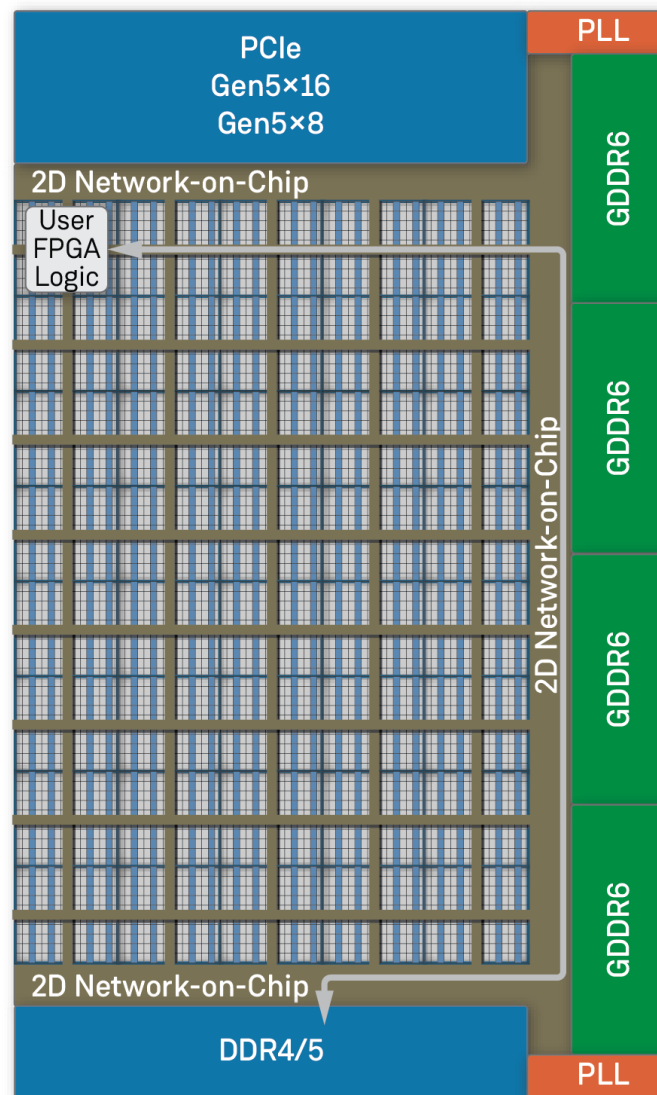 PCIe
Gen5×16
Gen5×8
PLL
GDDR6
2D Network-on-Chip
User
FPGA
Logic
GDDR6
2D Network-on-Chip
GDDR6
GDDR6
2D Network-on-Chip
DDR4/5
PLL